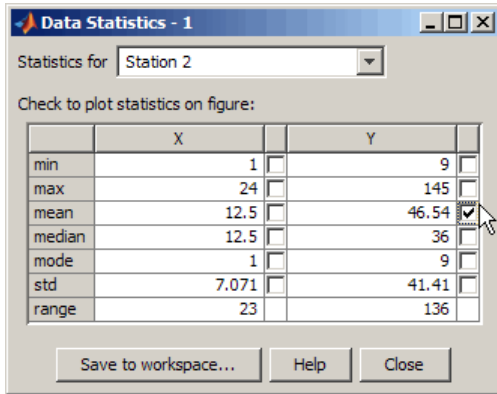 Data Statistics - 1
Statistics for Station 2
Check to plot statistics on figure:
X Y
min 1 9
max 24 145
mean 12.5 46.54
median 12.5 36
mode 1 9
std 7.071 41.41
range 23 136
Save to workspace... Help Close